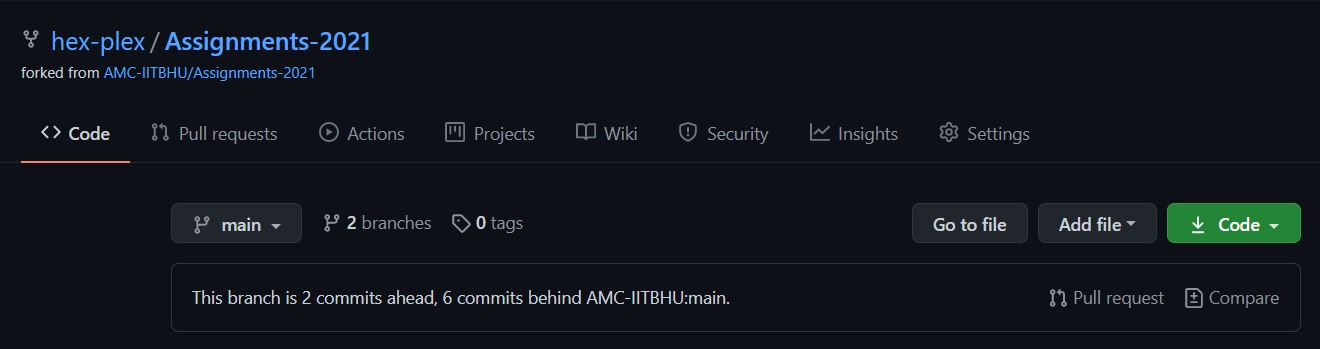 hex-plex / Assignments-2021
forked from AMC-IITBHU/Assignments-2021
Code Pull requests Actions Projects Wiki Security Insights Settings
main 2 branches 0 tags Go to file Add file Code
This branch is 2 commits ahead, 6 commits behind AMC-IITBHU:main. Pull request Compare